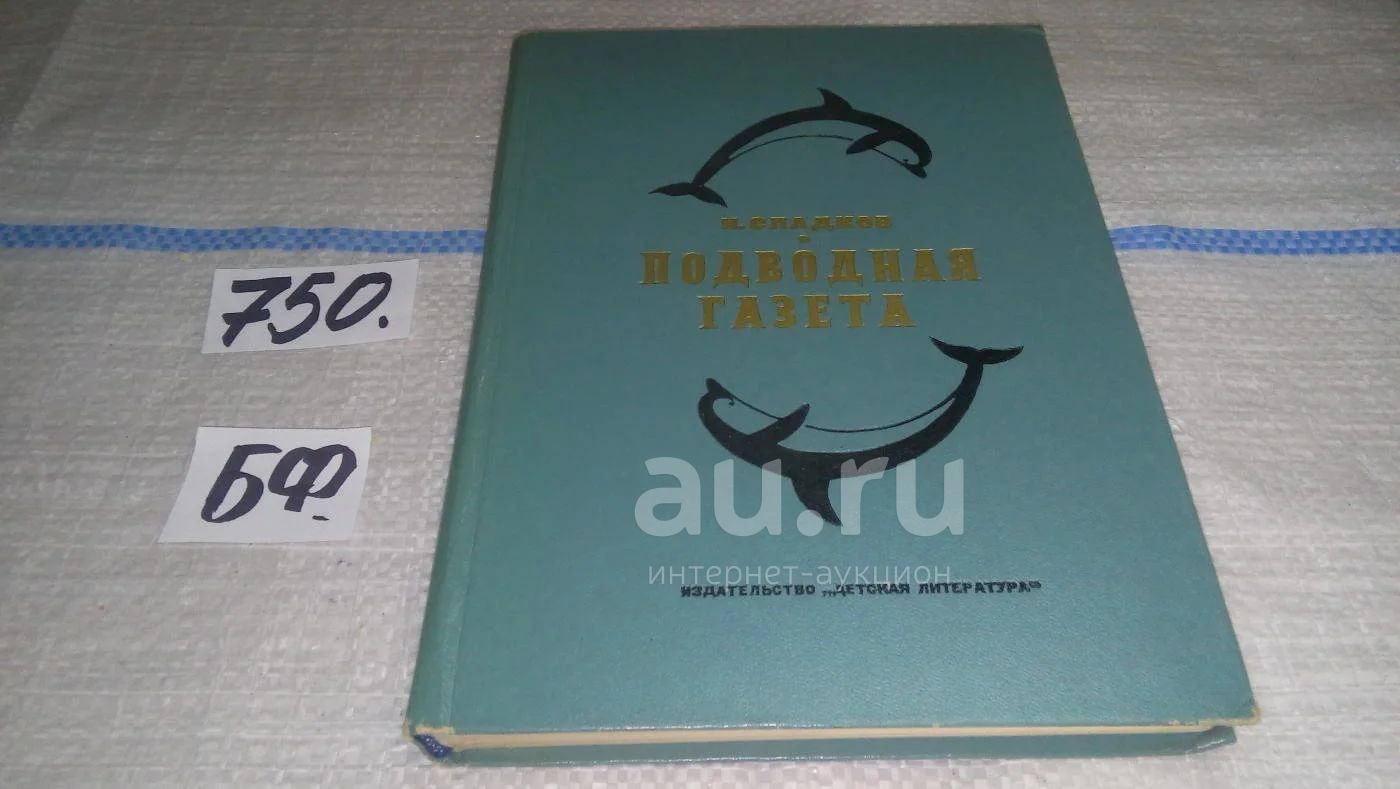 Н. СЛАДКОВ
ПОДВОДНАЯ
ГАЗЕТА
ИЗДАТЕЛЬСТВО „ДЕТСКАЯ ЛИТЕРАТУРА“
750.
БФ.
au.ru
интернет-аукцион